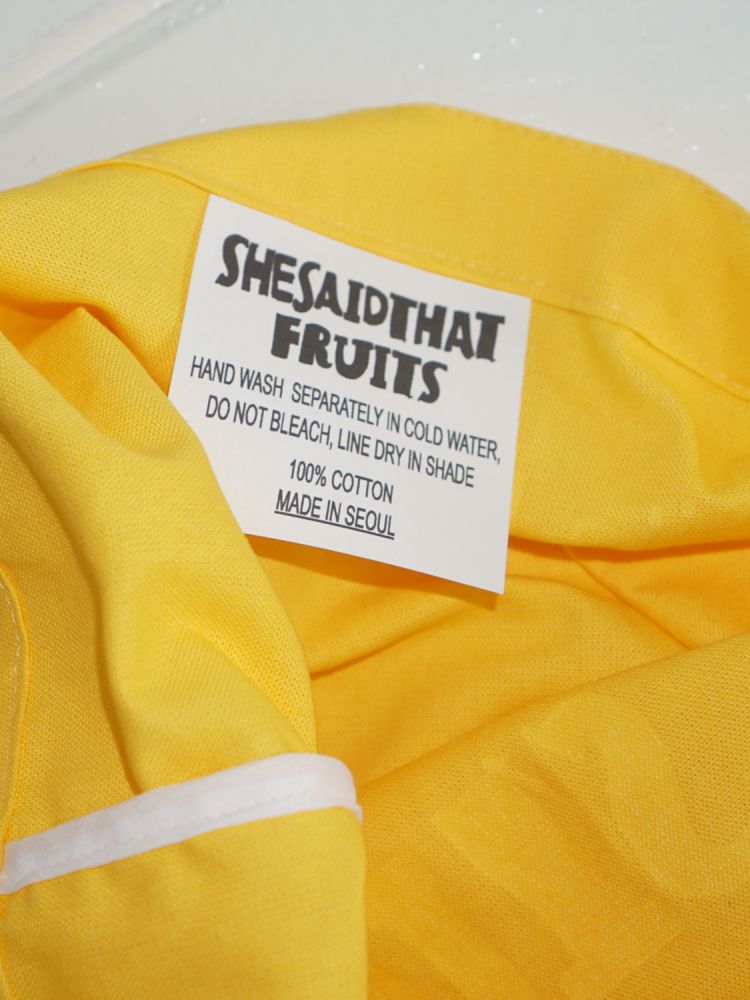 SHESAIDTHAT
FRUITS
HAND WASH SEPARATELY IN COLD WATER,
DO NOT BLEACH, LINE DRY IN SHADE
100% COTTON
MADE IN SEOUL